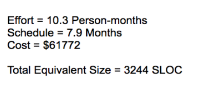 Effort = 10.3 Person-months
Schedule = 7.9 Months
Cost = $61772
Total Equivalent Size = 3244 SLOC